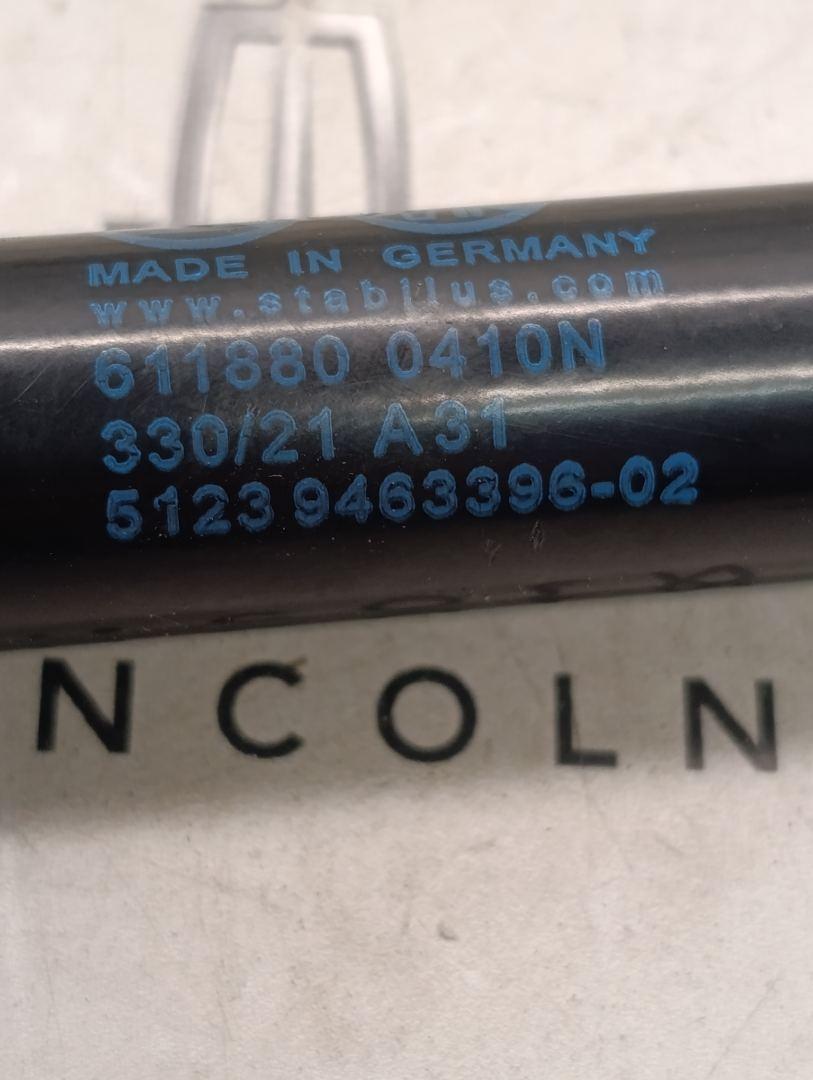 MADE IN GERMANY
www.stabilus.com
611880 0410N
330/21 A31
5123 9463396-02
NCOLN